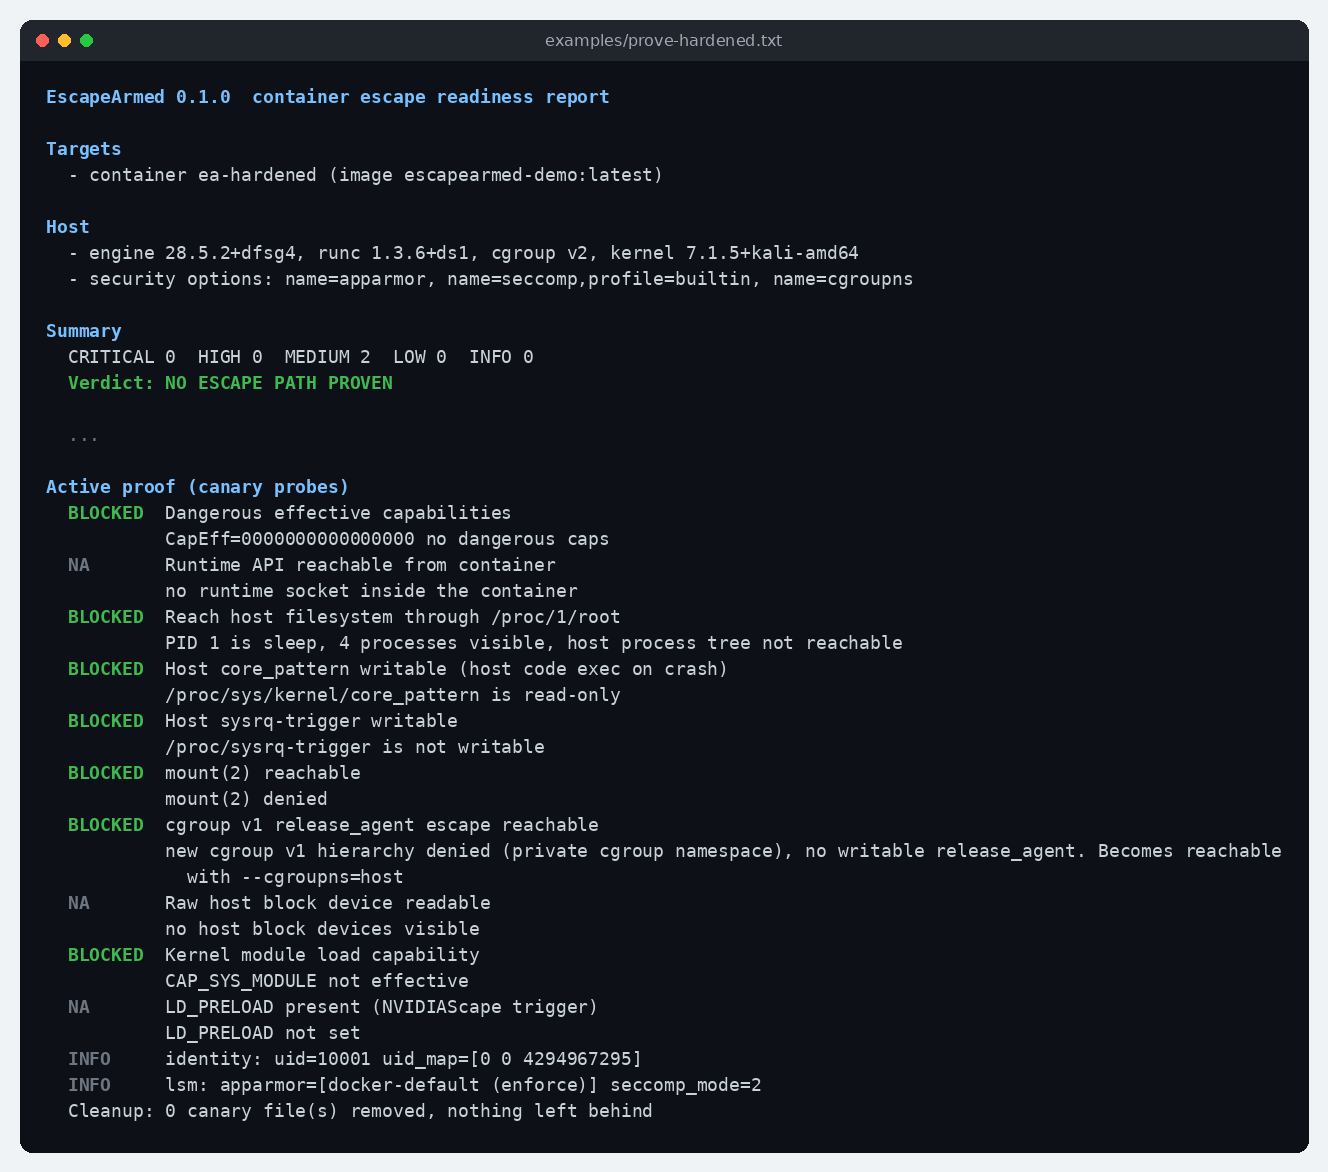 examples/prove-hardened.txt
EscapeArmed 0.1.0  container escape readiness report
Targets
- container ea-hardened (image escapearmed-demo:latest)
Host
- engine 28.5.2+dfsg4, runc 1.3.6+ds1, cgroup v2, kernel 7.1.5+kali-amd64
- security options: name=apparmor, name=seccomp,profile=builtin, name=cgroupns
Summary
CRITICAL 0  HIGH 0  MEDIUM 2  LOW 0  INFO 0
Verdict: NO ESCAPE PATH PROVEN
...
Active proof (canary probes)
BLOCKED  Dangerous effective capabilities
CapEff=0000000000000000 no dangerous caps
NA       Runtime API reachable from container
no runtime socket inside the container
BLOCKED  Reach host filesystem through /proc/1/root
PID 1 is sleep, 4 processes visible, host process tree not reachable
BLOCKED  Host core_pattern writable (host code exec on crash)
/proc/sys/kernel/core_pattern is read-only
BLOCKED  Host sysrq-trigger writable
/proc/sysrq-trigger is not writable
BLOCKED  mount(2) reachable
mount(2) denied
BLOCKED  cgroup v1 release_agent escape reachable
new cgroup v1 hierarchy denied (private cgroup namespace), no writable release_agent. Becomes reachable
with --cgroupns=host
NA       Raw host block device readable
no host block devices visible
BLOCKED  Kernel module load capability
CAP_SYS_MODULE not effective
NA       LD_PRELOAD present (NVIDIAScape trigger)
LD_PRELOAD not set
INFO     identity: uid=10001 uid_map=[0 0 4294967295]
INFO     lsm: apparmor=[docker-default (enforce)] seccomp_mode=2
Cleanup: 0 canary file(s) removed, nothing left behind